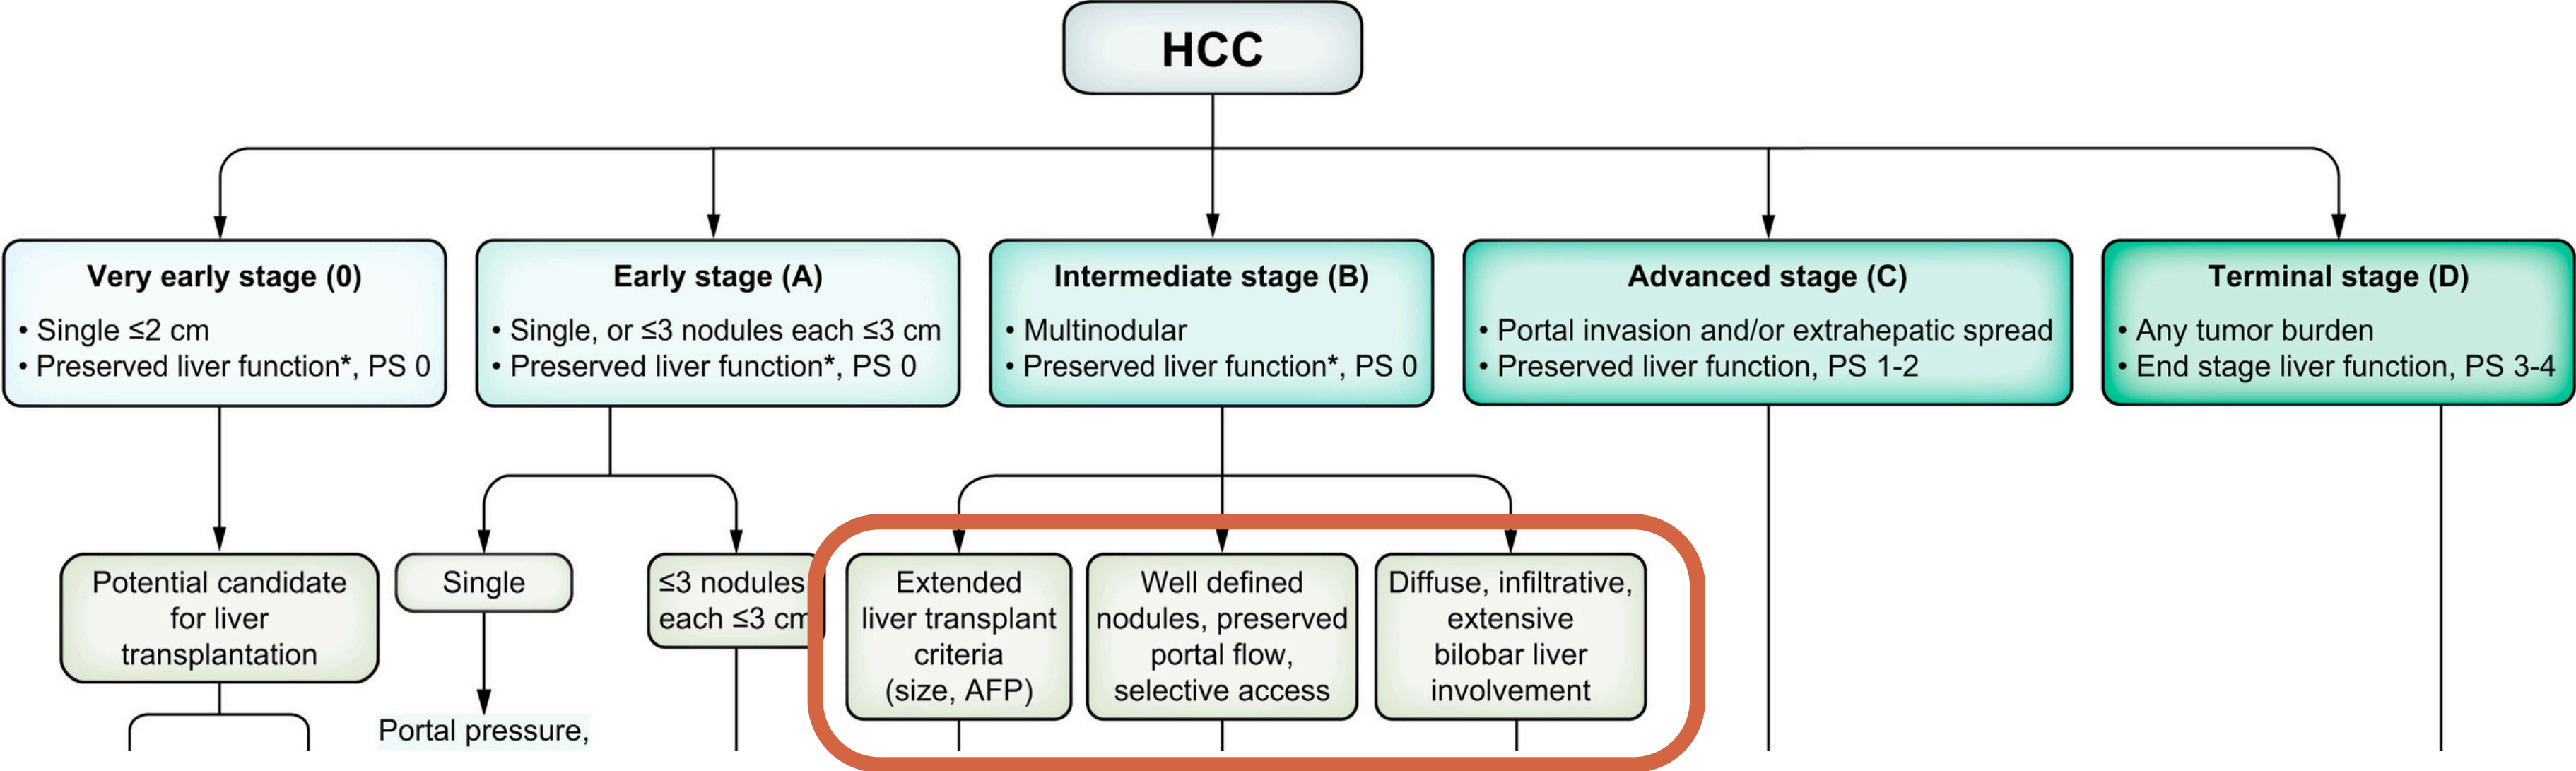 HCC
Very early stage (0)
• Single ≤2 cm
• Preserved liver function*, PS 0
Early stage (A)
• Single, or ≤3 nodules each ≤3 cm
• Preserved liver function*, PS 0
Intermediate stage (B)
• Multinodular
• Preserved liver function*, PS 0
Advanced stage (C)
• Portal invasion and/or extrahepatic spread
• Preserved liver function, PS 1-2
Terminal stage (D)
• Any tumor burden
• End stage liver function, PS 3-4
Potential candidate
for liver
transplantation
Single
Portal pressure,
≤3 nodules
each ≤3 cm
Extended
liver transplant
criteria
(size, AFP)
Well defined
nodules, preserved
portal flow,
selective access
Diffuse, infiltrative,
extensive
bilobar liver
involvement